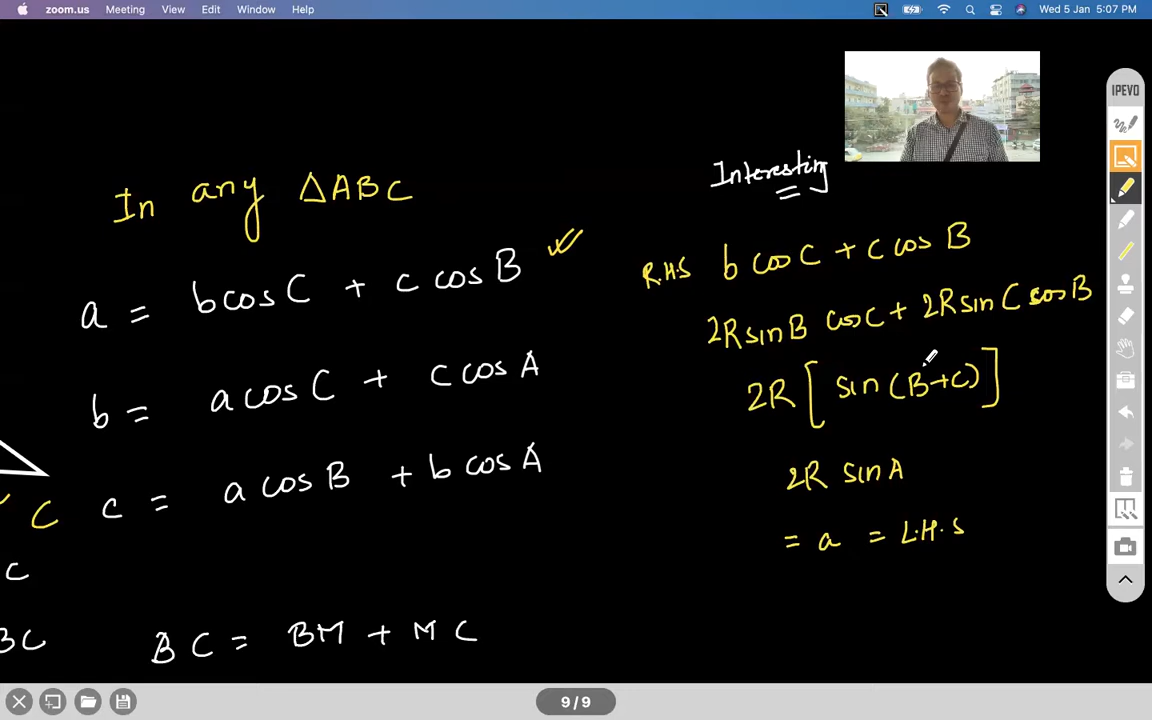 zoom.us Meeting View Edit Window Help Wed 5 Jan 5:07 PM
IPEVO
In any ΔABC
a = b cos C + c cos B
b = a cos C + c cos A
c = a cos B + b cos A
C
C
BC
BC = BM + MC
Interesting
R.H.S b cos C + c cos B
2R sin B cos C + 2R sin C cos B
2R [ sin (B+C) ]
2R sin A
= a = L.H.S
9 / 9